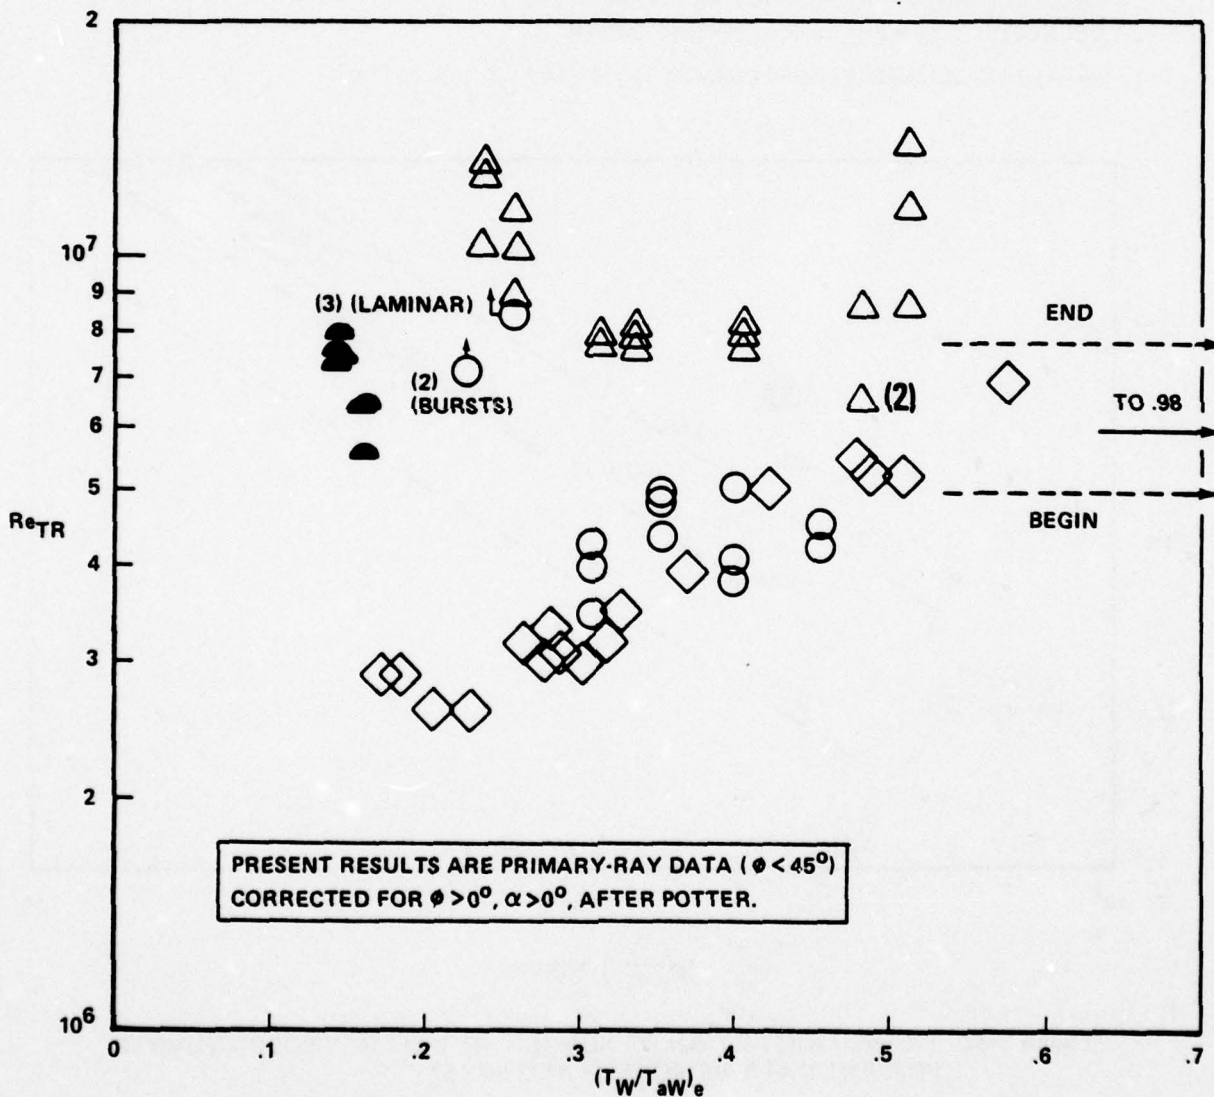 2
10⁷
9
8
7
6
5
4
3
2
10⁶
Re_TR
(3) (LAMINAR)
(2)
(BURSTS)
(2)
END
TO .98
BEGIN
PRESENT RESULTS ARE PRIMARY-RAY DATA (ø<45°)
CORRECTED FOR ø>0°, α>0°, AFTER POTTER.
0 .1 .2 .3 .4 .5 .6 .7
(T_W/T_aW)_e